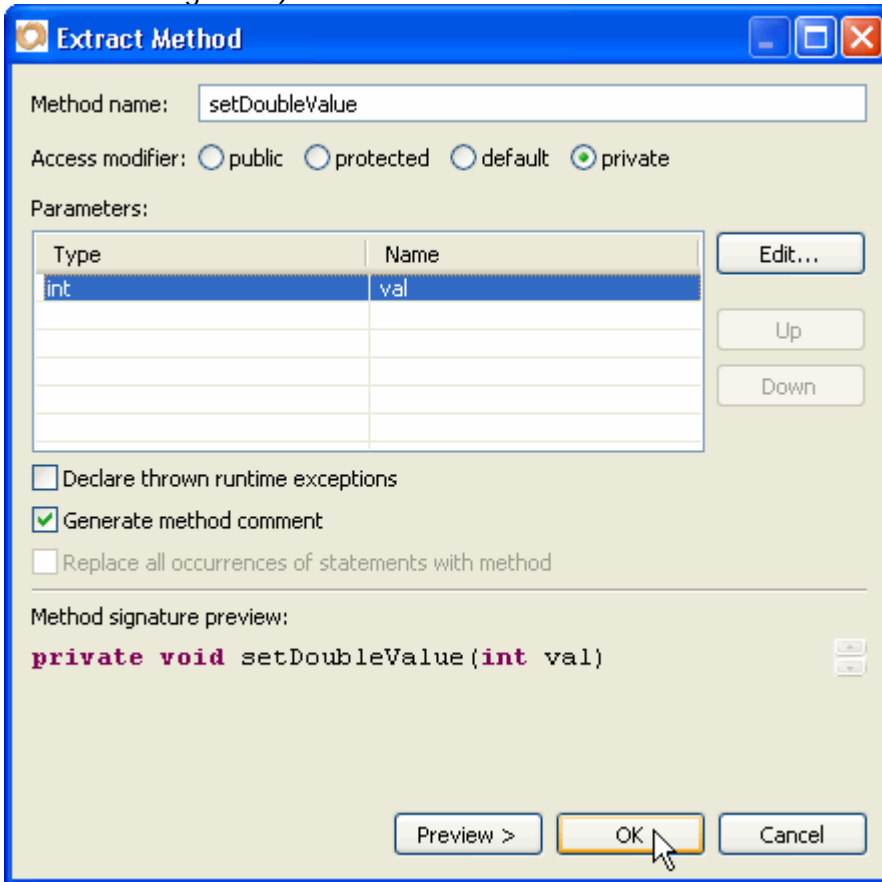 Extract Method
Method name: setDoubleValue
Access modifier: public protected default private
Parameters:
Type Name Edit...
int val
Up
Down
Declare thrown runtime exceptions
Generate method comment
Replace all occurrences of statements with method
Method signature preview:
private void setDoubleValue(int val)
Preview > OK Cancel